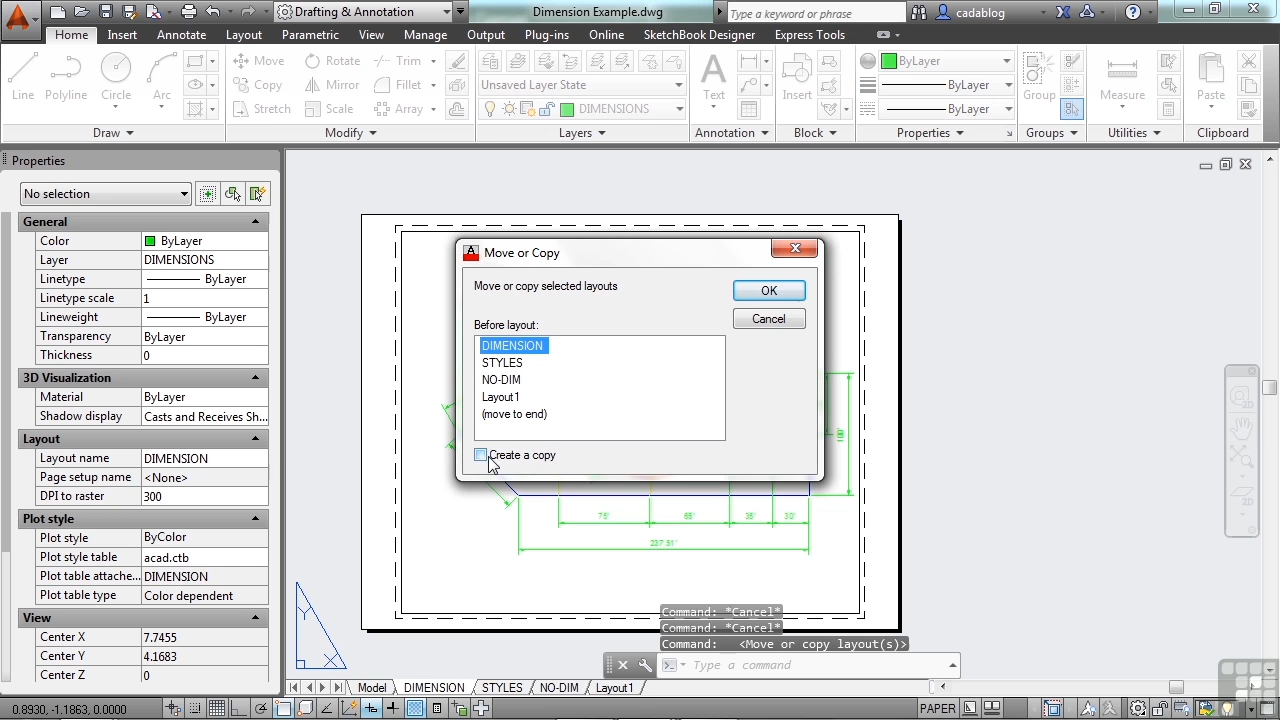 Drafting & Annotation
Dimension Example.dwg
Type a keyword or phrase
cadablog
Home Insert Annotate Layout Parametric View Manage Output Plug-ins Online SketchBook Designer Express Tools
Line Polyline Circle Arc
Move Rotate Trim
Copy Mirror Fillet
Stretch Scale Array
Unsaved Layer State
DIMENSIONS
Text
Insert
ByLayer
ByLayer
ByLayer
Group
Measure
Paste
Draw Modify Layers Annotation Block Properties Groups Utilities Clipboard
Properties
No selection
General
Color ByLayer
Layer DIMENSIONS
Linetype ByLayer
Linetype scale 1
Lineweight ByLayer
Transparency ByLayer
Thickness 0
3D Visualization
Material ByLayer
Shadow display Casts and Receives Sh...
Layout
Layout name DIMENSION
Page setup name <None>
DPI to raster 300
Plot style
Plot style ByColor
Plot style table acad.ctb
Plot table attache... DIMENSION
Plot table type Color dependent
View
Center X 7.7455
Center Y 4.1683
Center Z 0
Move or Copy
Move or copy selected layouts
OK
Cancel
Before layout:
DIMENSION
STYLES
NO-DIM
Layout1
(move to end)
Create a copy
100'
75' 65' 35' 30'
237.51'
Y
X
2D
Command: *Cancel*
Command: *Cancel*
Command: <Move or copy layout(s)>
Type a command
Model DIMENSION STYLES NO-DIM Layout1
0.8930, -1.1863, 0.0000
PAPER